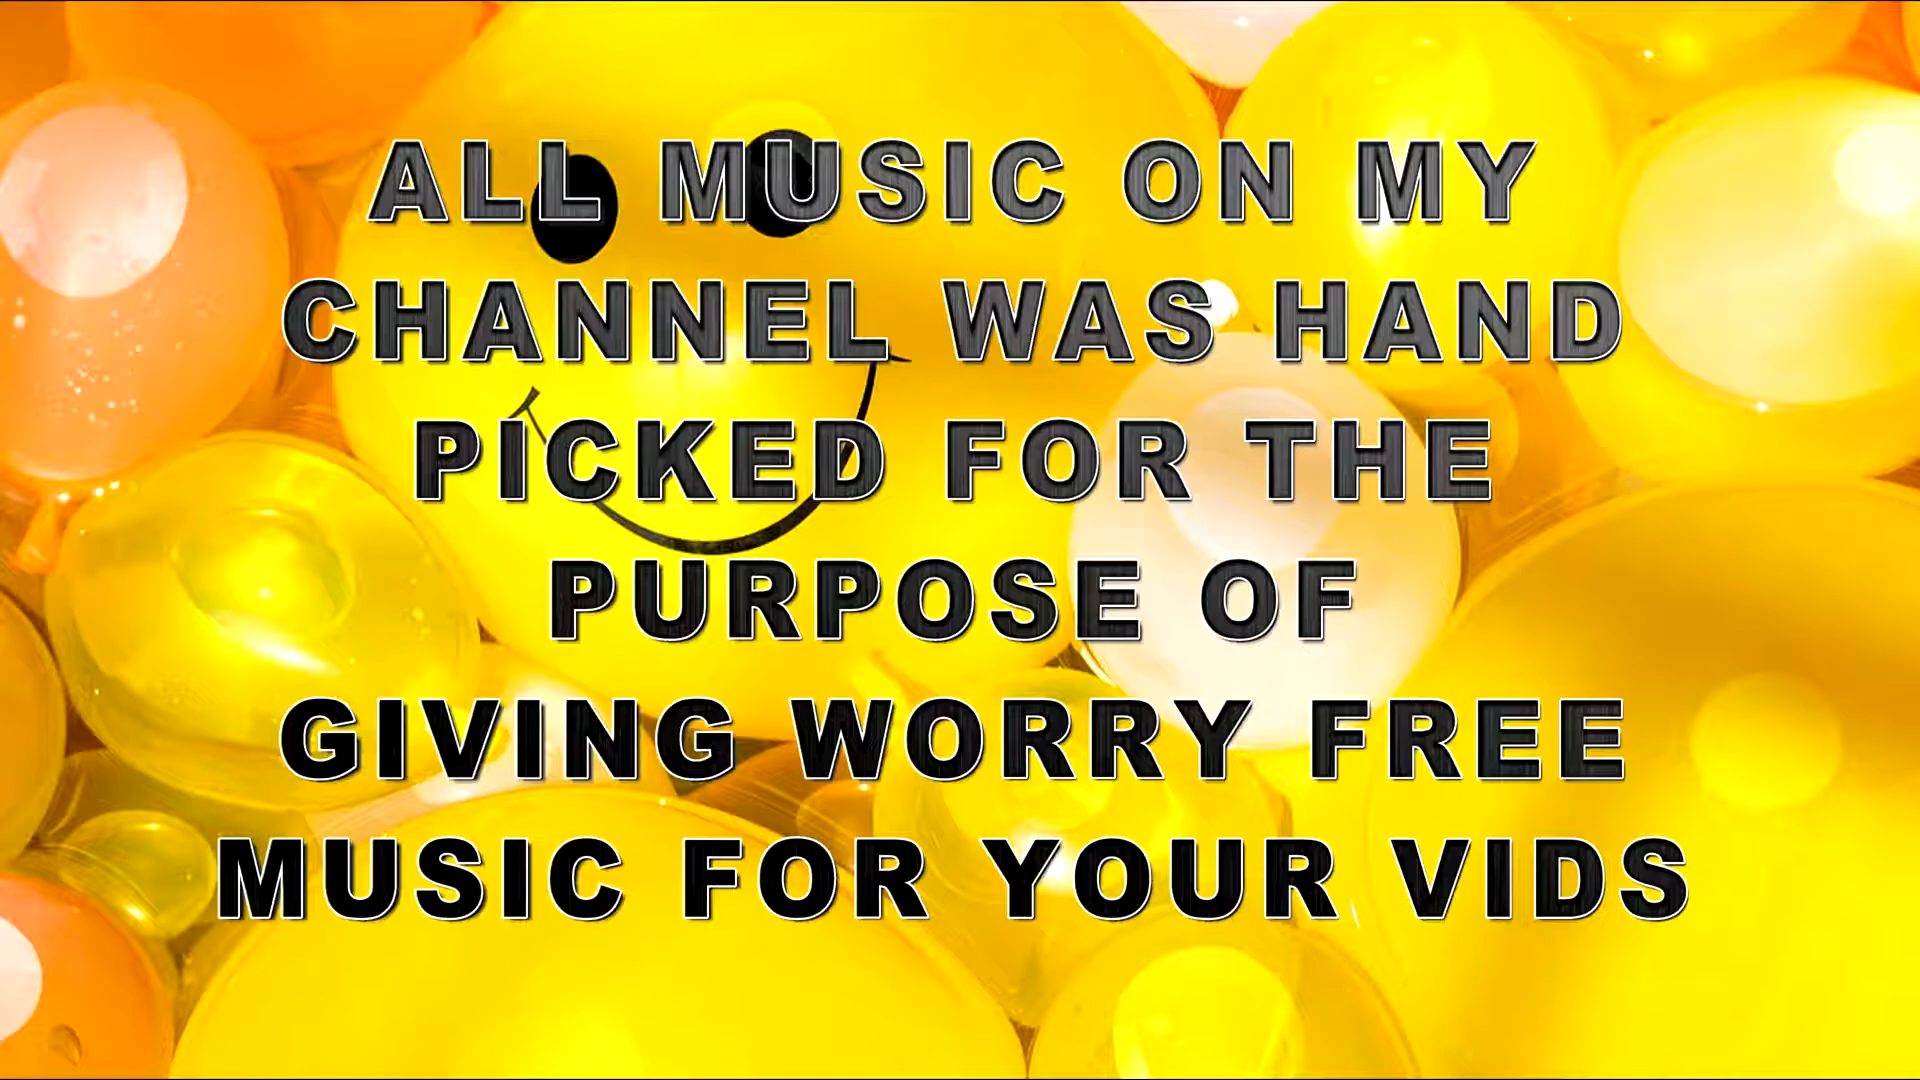 ALL MUSIC ON MY
CHANNEL WAS HAND
PICKED FOR THE
PURPOSE OF
GIVING WORRY FREE
MUSIC FOR YOUR VIDS